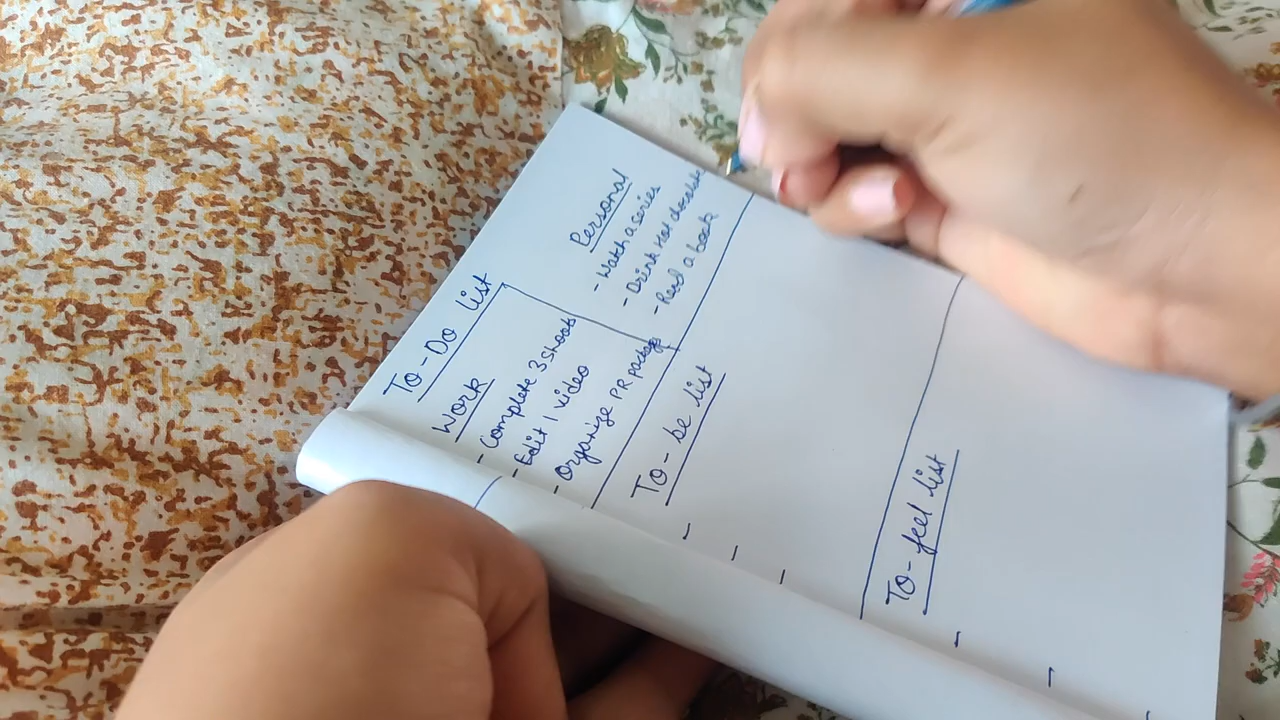 To-Do list
Work
- Complete 3 shoots
- Edit 1 video
- Organize PR package
Personal
- Watch a series
- Drink Hot chocolate
- Read a book
To-be list
-
-
-
To-feel list
-
-
-